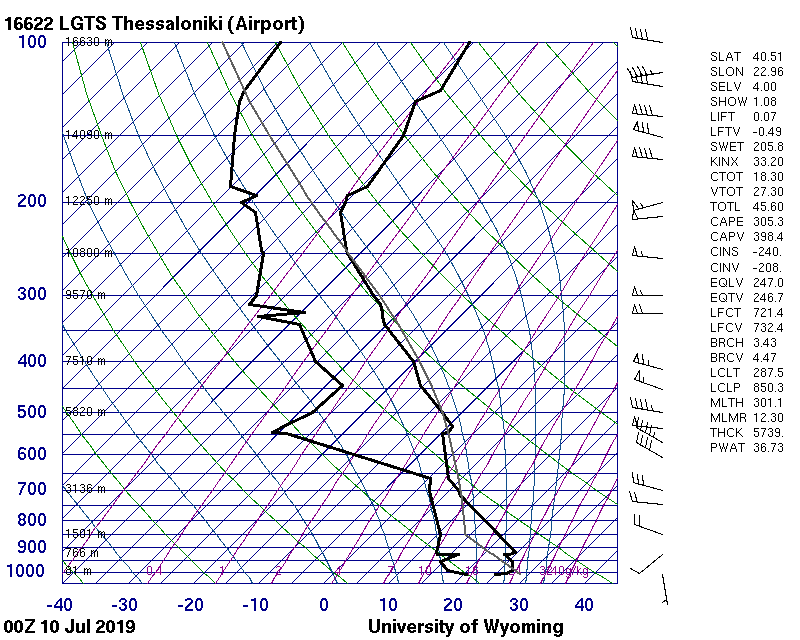 16622 LGTS Thessaloniki (Airport)
100
16630 m
14090 m
200
12250 m
10800 m
300
9570 m
400
7510 m
500
5820 m
600
700
3136 m
800
1501 m
900
766 m
1000
61 m
0.4
1
2
4
7
10
16
32
40g/kg
-40 -30 -20 -10 0 10 20 30 40
00Z 10 Jul 2019
University of Wyoming
SLAT 40.51
SLON 22.96
SELV 4.00
SHOW 1.08
LIFT 0.07
LFTV -0.49
SWET 205.8
KINX 33.20
CTOT 18.30
VTOT 27.30
TOTL 45.60
CAPE 305.3
CAPV 398.4
CINS -240.
CINV -208.
EQLV 247.0
EQTV 246.7
LFCT 721.4
LFCV 732.4
BRCH 3.43
BRCV 4.47
LCLT 287.5
LCLP 850.3
MLTH 301.1
MLMR 12.30
THCK 5739.
PWAT 36.73